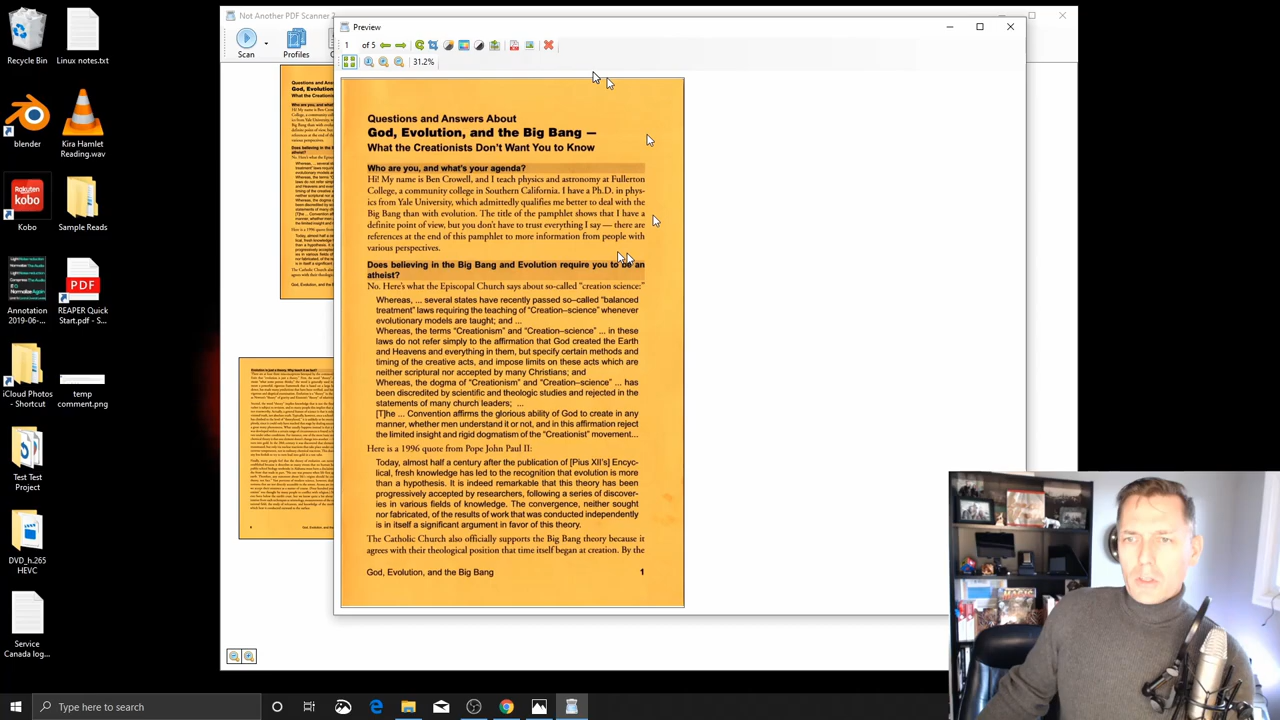 Recycle Bin
Linux notes.txt
blender
Kira Hamlet
Reading.wav
Rakuten
kobo
Kobo
Sample Reads
Annotation
2019-06-...
PDF
REAPER Quick
Start.pdf - S...
iCloud Photos
- Shortcut
temp
comment.png
Test Test
Project
DVD_h.265
HEVC
Service
Canada log...
Not Another PDF Scanner 2
Scan
Profiles
Preview
1 of 5
31.2%
Questions and Answers About
God, Evolution, and the Big Bang —
What the Creationists Don't Want You to Know
Who are you, and what's your agenda?
Hi! My name is Ben Crowell, and I teach physics and astronomy at Fullerton
College, a community college in Southern California. I have a Ph.D. in phys-
ics from Yale University, which admittedly qualifies me better to deal with the
Big Bang than with evolution. The title of the pamphlet shows that I have a
definite point of view, but you don't have to trust everything I say — there are
references at the end of this pamphlet to more information from people with
various perspectives.
Does believing in the Big Bang and Evolution require you to be an
atheist?
No. Here's what the Episcopal Church says about so-called "creation science:"
Whereas, ... several states have recently passed so–called "balanced
treatment" laws requiring the teaching of "Creation–science" whenever
evolutionary models are taught; and ...
Whereas, the terms "Creationism" and "Creation–science" ... in these
laws do not refer simply to the affirmation that God created the Earth
and Heavens and everything in them, but specify certain methods and
timing of the creative acts, and impose limits on these acts which are
neither scriptural nor accepted by many Christians; and
Whereas, the dogma of "Creationism" and "Creation–science" ... has
been discredited by scientific and theologic studies and rejected in the
statements of many church leaders; ...
[T]he ... Convention affirms the glorious ability of God to create in any
manner, whether men understand it or not, and in this affirmation reject
the limited insight and rigid dogmatism of the "Creationist" movement...
Here is a 1996 quote from Pope John Paul II:
Today, almost half a century after the publication of [Pius XII's] Encyc-
lical, fresh knowledge has led to the recognition that evolution is more
than a hypothesis. It is indeed remarkable that this theory has been
progressively accepted by researchers, following a series of discover-
ies in various fields of knowledge. The convergence, neither sought
nor fabricated, of the results of work that was conducted independently
is in itself a significant argument in favor of this theory.
The Catholic Church also officially supports the Big Bang theory because it
agrees with their theological position that time itself began at creation. By the
God, Evolution, and the Big Bang 1
Type here to search